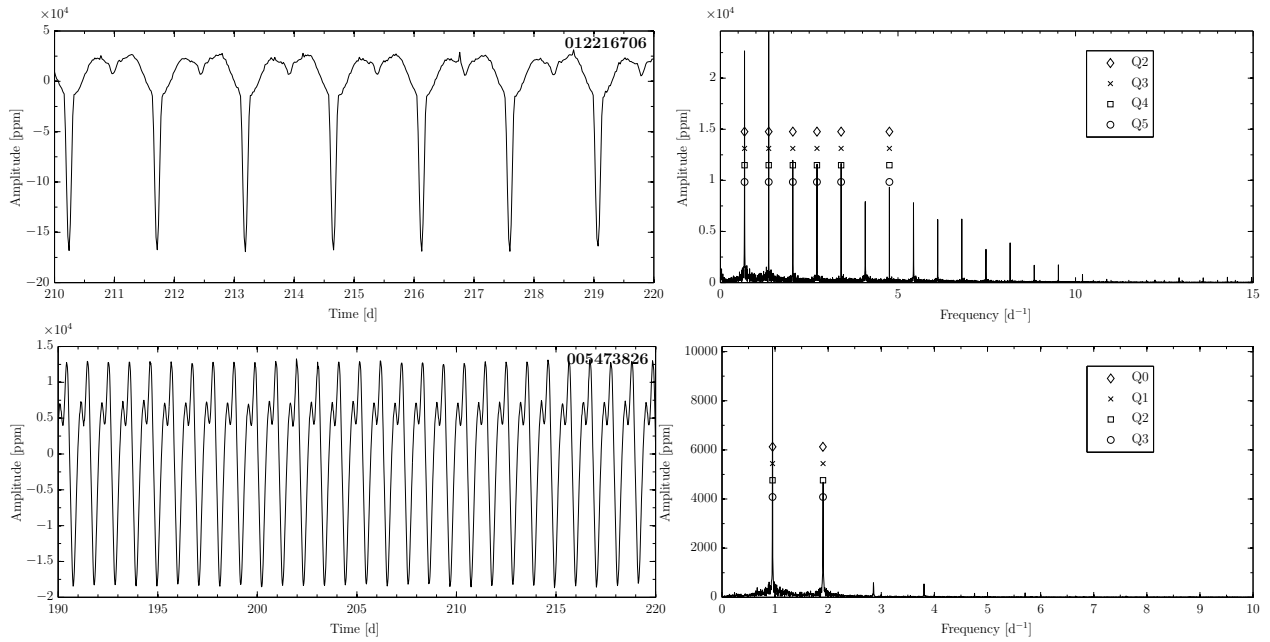 ×10⁴
5
0
−5
−10
−15
−20
210 211 212 213 214 215 216 217 218 219 220
Time [d]
Amplitude [ppm]
012216706
×10⁴
2
1.5
1
0.5
0
0 5 10 15
Frequency [d⁻¹]
Amplitude [ppm]
Q2
Q3
Q4
Q5
×10⁴
1.5
1
0.5
0
−0.5
−1
−1.5
−2
190 195 200 205 210 215 220
Time [d]
Amplitude [ppm]
005473826
10000
8000
6000
4000
2000
0
0 1 2 3 4 5 6 7 8 9 10
Frequency [d⁻¹]
Amplitude [ppm]
Q0
Q1
Q2
Q3